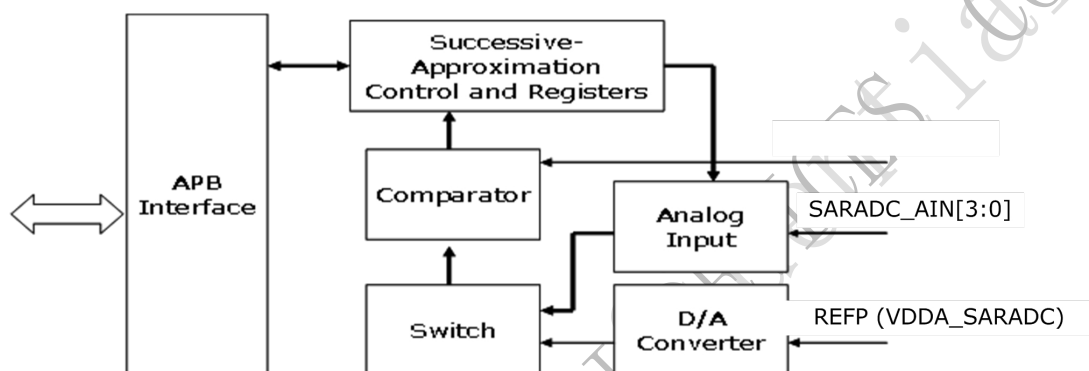 Successive-
Approximation
Control and Registers
APB
Interface
Comparator
Analog
Input
SARADC_AIN[3:0]
Switch
D/A
Converter
REFP (VDDA_SARADC)